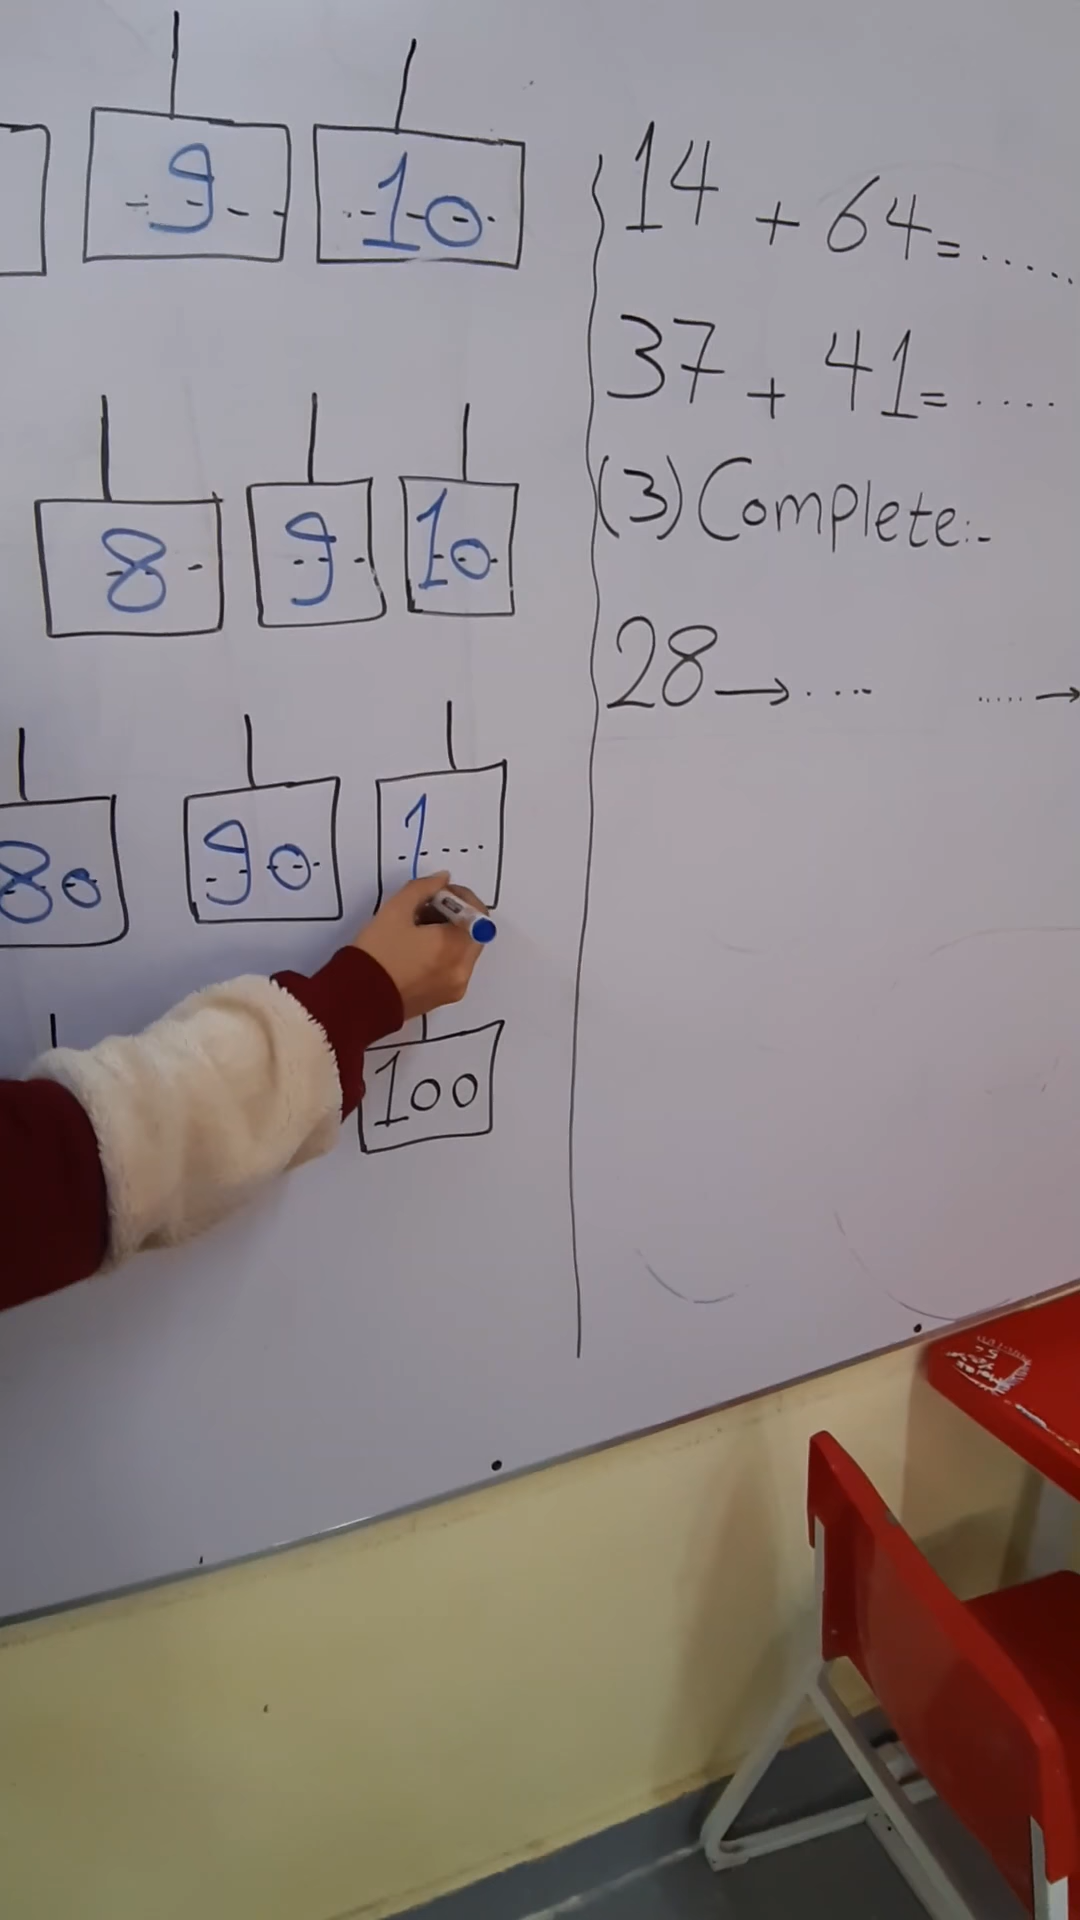 9 10
8 9 10
80 90 1....
100
14 + 64 = .....
37 + 41 = ....
(3) Complete:-
28 → .... ..... →